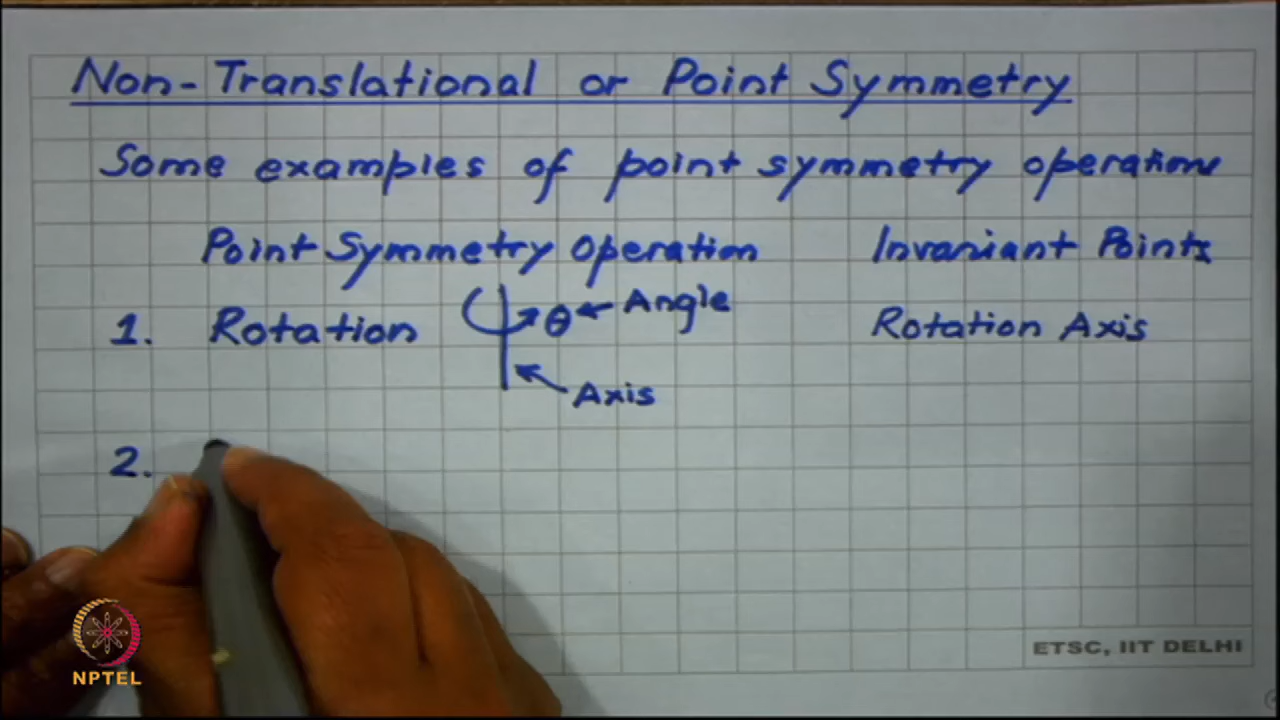 Non-Translational or Point Symmetry
Some examples of point symmetry operations
Point Symmetry Operation Invariant Points
1. Rotation θ ← Angle Rotation Axis
Axis
2.
ETSC, IIT DELHI
NPTEL